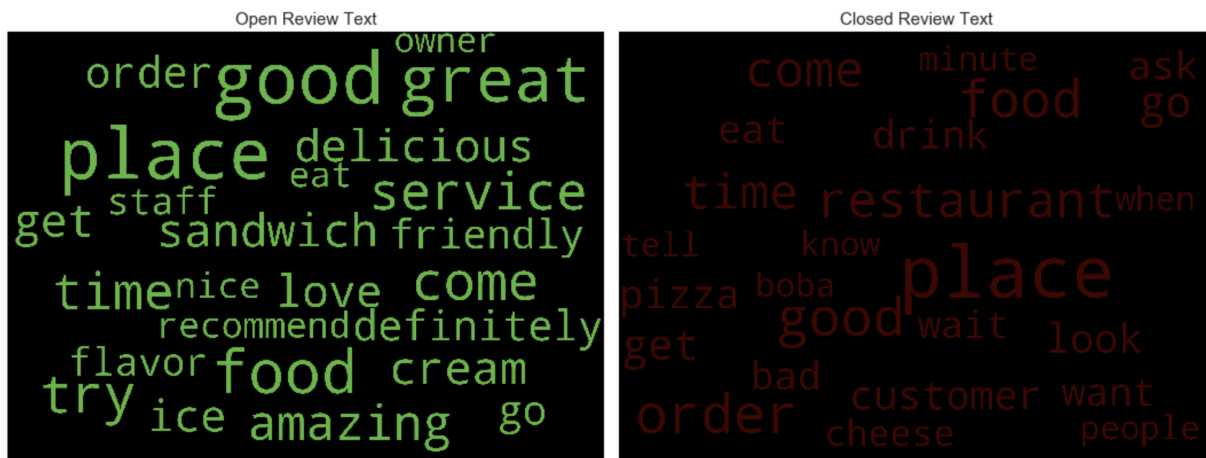 Open Review Text
owner
order good great
place delicious
eat
staff service
get sandwich friendly
time nice love come
recommend definitely
flavor food cream
try ice amazing go
Closed Review Text
come minute ask
food go
eat drink
time restaurant when
tell know
place
pizza boba
good wait look
get
bad customer want
order cheese people